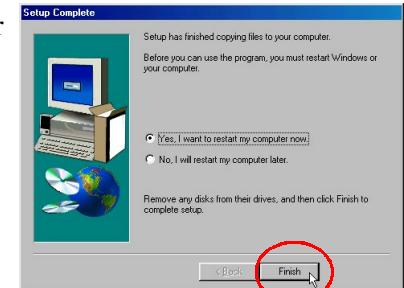 r
Setup Complete
Setup has finished copying files to your computer.
Before you can use the program, you must restart Windows or
your computer.
Yes, I want to restart my computer now.
No, I will restart my computer later.
Remove any disks from their drives, and then click Finish to
complete setup.
< Back
Finish